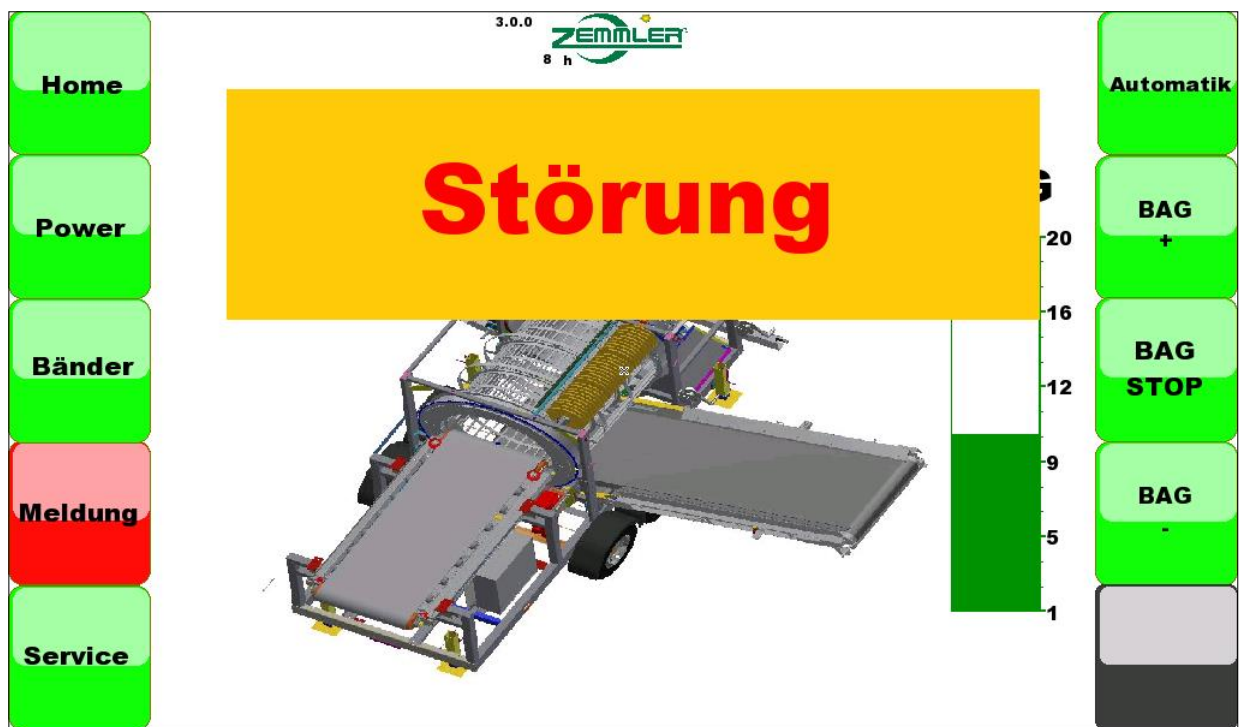 3.0.0
ZEMMLER
8 h
Home
Power
Bänder
Meldung
Service
Störung
G
20
16
12
9
5
1
Automatik
BAG
+
BAG
STOP
BAG
-